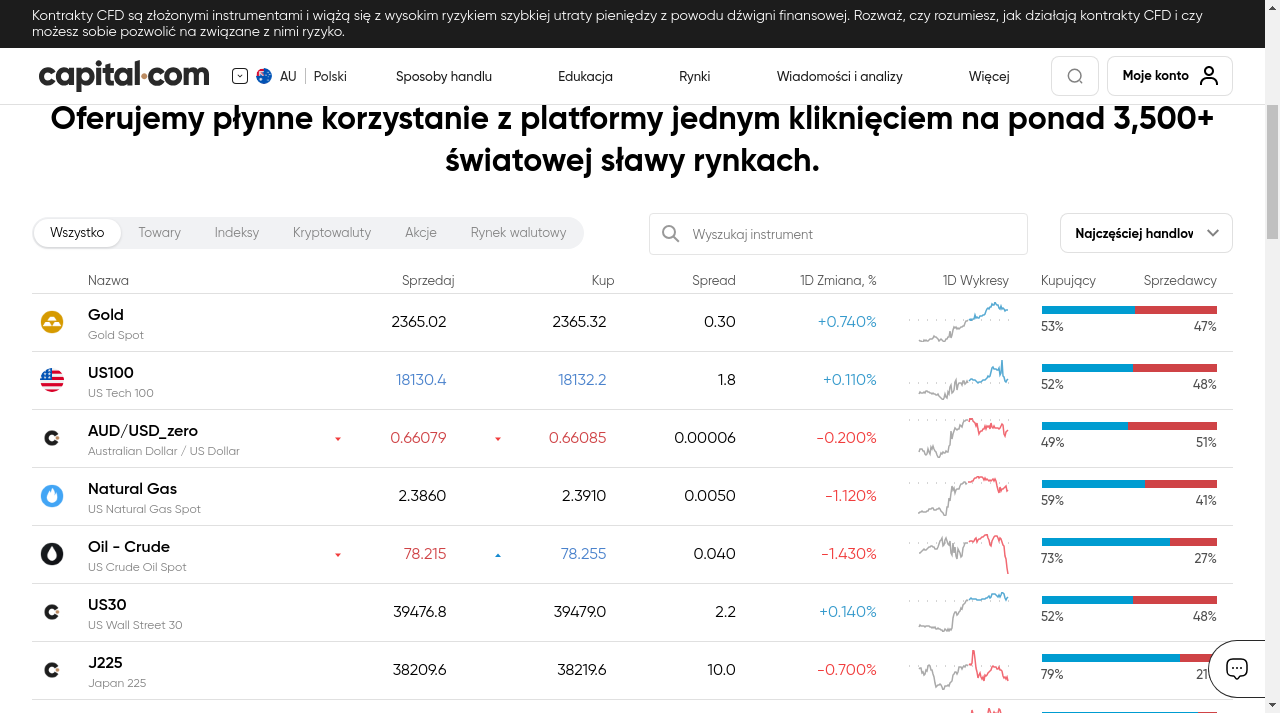 Kontrakty CFD są złożonymi instrumentami i wiążą się z wysokim ryzykiem szybkiej utraty pieniędzy z powodu dźwigni finansowej. Rozważ, czy rozumiesz, jak działają kontrakty CFD i czy
możesz sobie pozwolić na związane z nimi ryzyko.
capital.com AU Polski Sposoby handlu Edukacja Rynki Wiadomości i analizy Więcej Moje konto
Oferujemy płynne korzystanie z platformy jednym kliknięciem na ponad 3,500+
światowej sławy rynkach.
Wszystko Towary Indeksy Kryptowaluty Akcje Rynek walutowy Wyszukaj instrument Najczęściej handlow
Nazwa Sprzedaj Kup Spread 1D Zmiana, % 1D Wykresy Kupujący Sprzedawcy
Gold 2365.02 2365.32 0.30 +0.740%
Gold Spot 53% 47%
US100 18130.4 18132.2 1.8 +0.110%
US Tech 100 52% 48%
AUD/USD_zero 0.66079 0.66085 0.00006 -0.200%
Australian Dollar / US Dollar 49% 51%
Natural Gas 2.3860 2.3910 0.0050 -1.120%
US Natural Gas Spot 59% 41%
Oil - Crude 78.215 78.255 0.040 -1.430%
US Crude Oil Spot 73% 27%
US30 39476.8 39479.0 2.2 +0.140%
US Wall Street 30 52% 48%
J225 38209.6 38219.6 10.0 -0.700%
Japan 225 79% 21